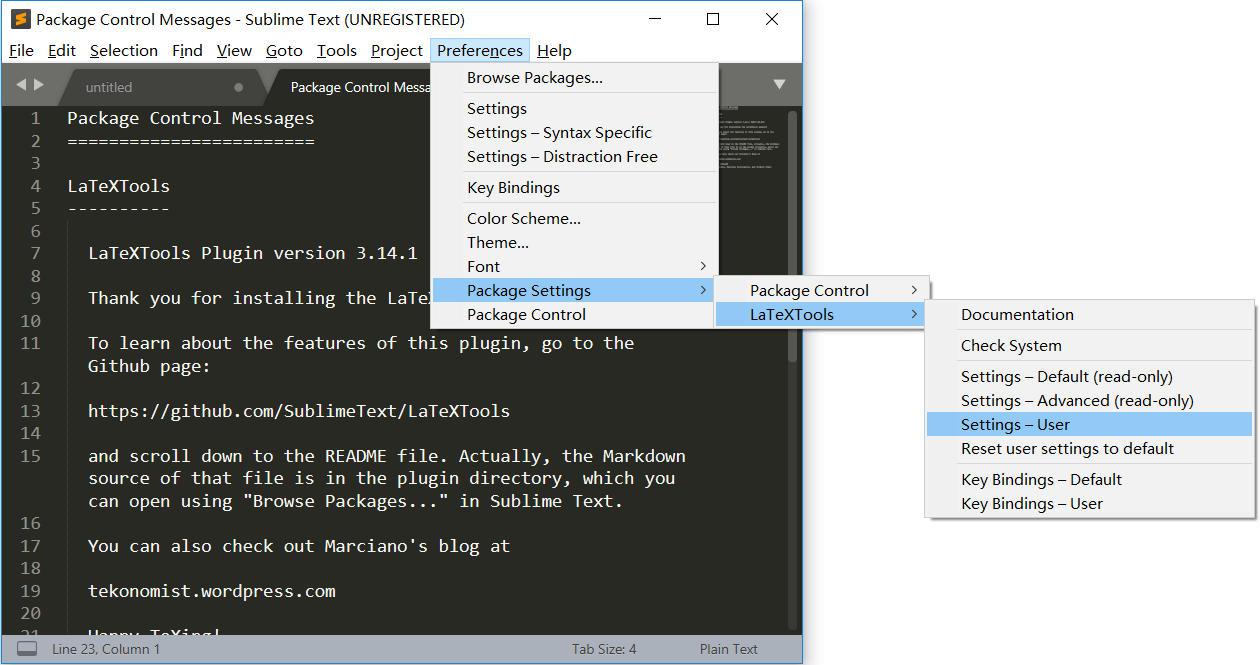 Package Control Messages - Sublime Text (UNREGISTERED)
File Edit Selection Find View Goto Tools Project Preferences Help
untitled
Package Control Messa
1 Package Control Messages
2 ========================
3
4 LaTeXTools
5 ----------
6
7 LaTeXTools Plugin version 3.14.1
8
9 Thank you for installing the LaTe
10
11 To learn about the features of this plugin, go to the
Github page:
12
13 https://github.com/SublimeText/LaTeXTools
14
15 and scroll down to the README file. Actually, the Markdown
source of that file is in the plugin directory, which you
can open using "Browse Packages..." in Sublime Text.
16
17 You can also check out Marciano's blog at
18
19 tekonomist.wordpress.com
20
21 Happy TeXing!
Browse Packages...
Settings
Settings – Syntax Specific
Settings – Distraction Free
Key Bindings
Color Scheme...
Theme...
Font
Package Settings
Package Control
Package Control
LaTeXTools
Documentation
Check System
Settings – Default (read-only)
Settings – Advanced (read-only)
Settings – User
Reset user settings to default
Key Bindings – Default
Key Bindings – User
Line 23, Column 1
Tab Size: 4
Plain Text